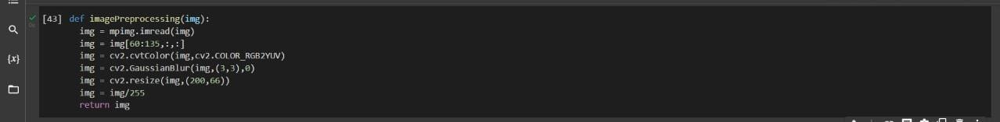 [43] def imagePreprocessing(img):
img = mpimg.imread(img)
img = img[60:135,:,:]
img = cv2.cvtColor(img,cv2.COLOR_RGB2YUV)
img = cv2.GaussianBlur(img,(3,3),0)
img = cv2.resize(img,(200,66))
img = img/255
return img
{x}
0s